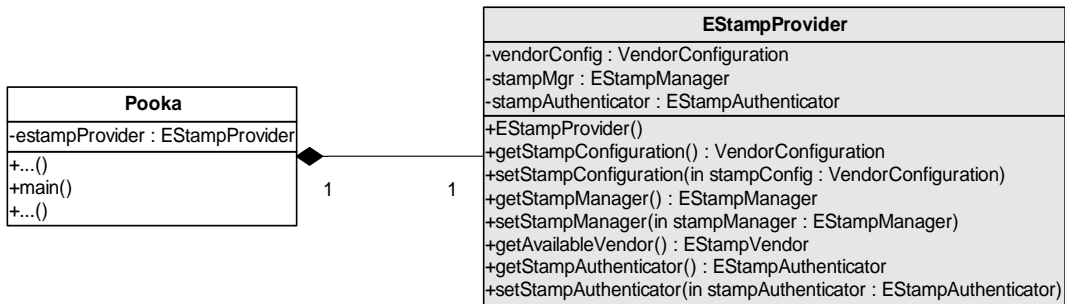 Pooka
-estampProvider : EStampProvider
+...()
+main()
+...()
1
1
EStampProvider
-vendorConfig : VendorConfiguration
-stampMgr : EStampManager
-stampAuthenticator : EStampAuthenticator
+EStampProvider()
+getStampConfiguration() : VendorConfiguration
+setStampConfiguration(in stampConfig : VendorConfiguration)
+getStampManager() : EStampManager
+setStampManager(in stampManager : EStampManager)
+getAvailableVendor() : EStampVendor
+getStampAuthenticator() : EStampAuthenticator
+setStampAuthenticator(in stampAuthenticator : EStampAuthenticator)